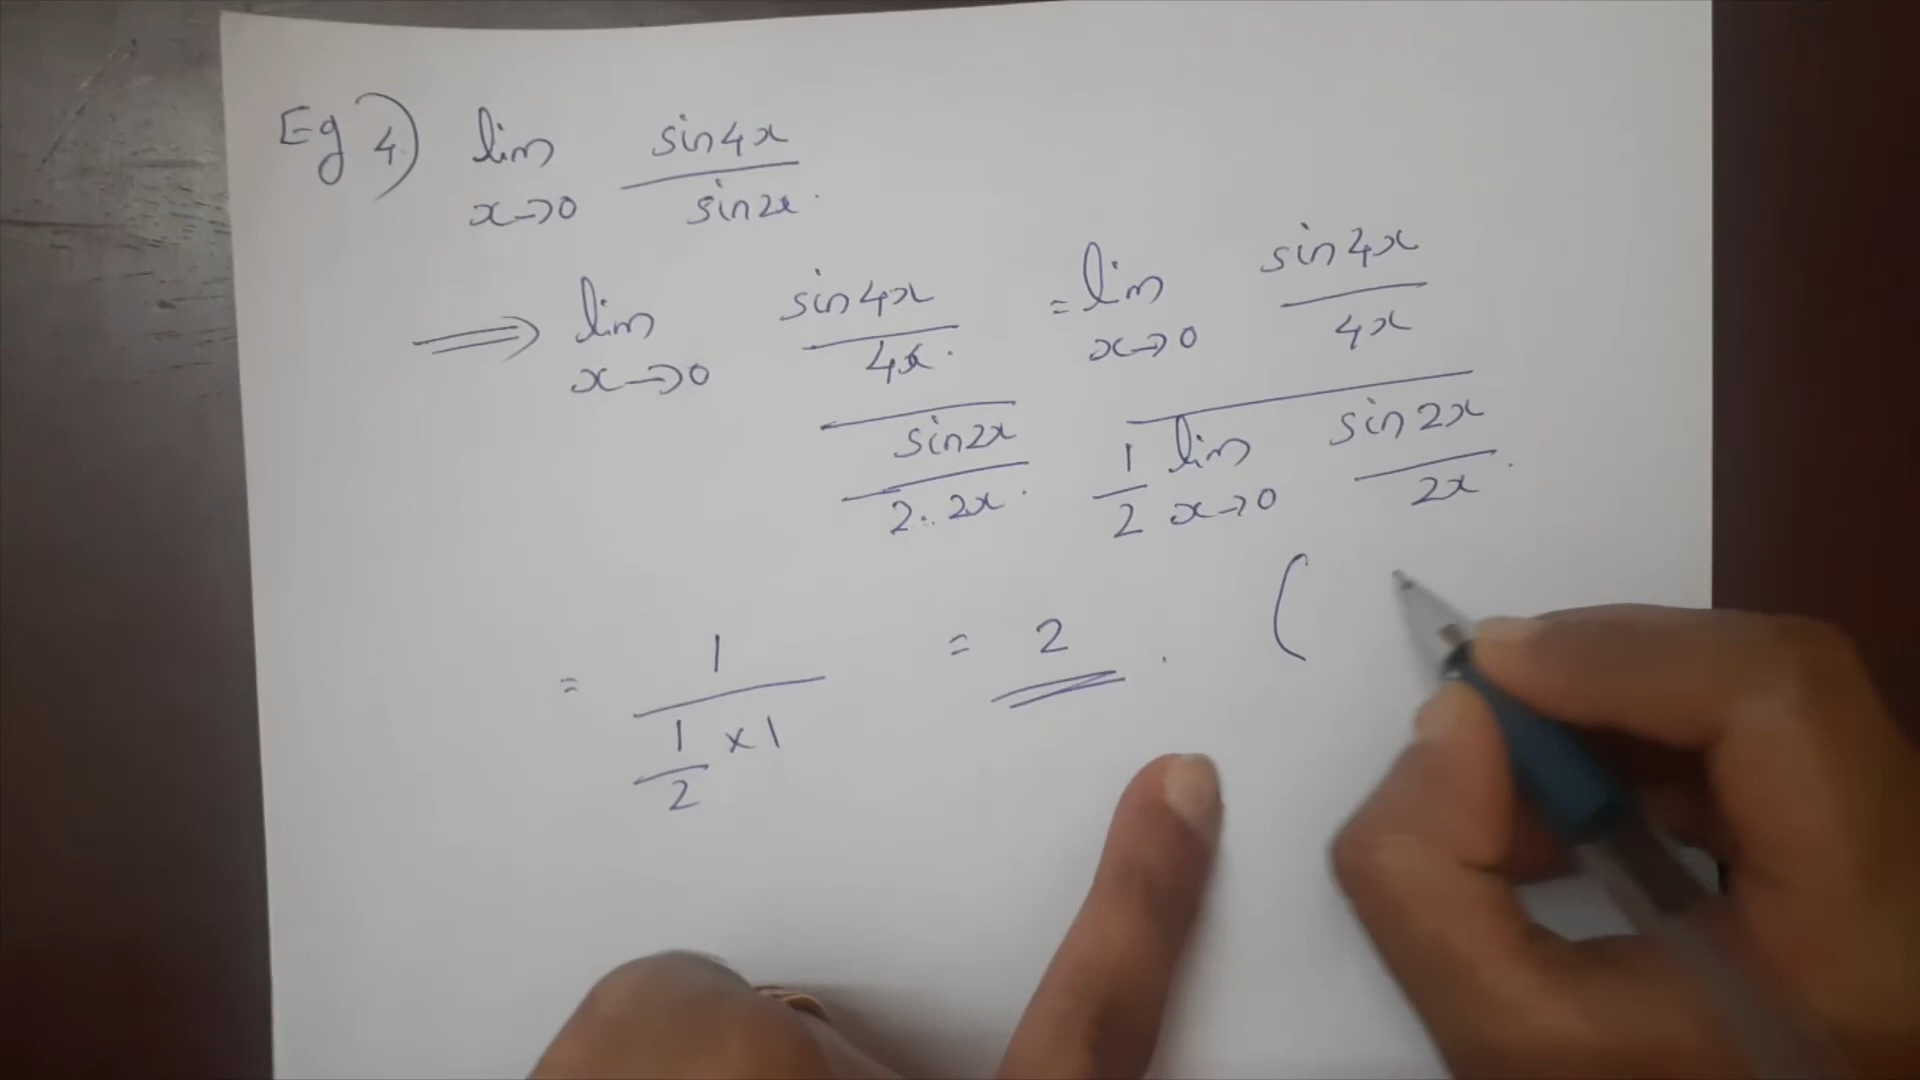 Eg 4) lim sin4x
x→0 sin2x.
⟹ lim sin4x = lim sin4x
x→0 4x. x→0 4x
sin2x 1 lim sin2x
2. 2x. 2 x→0 2x.
= 1 = 2 . (
1 x 1
2